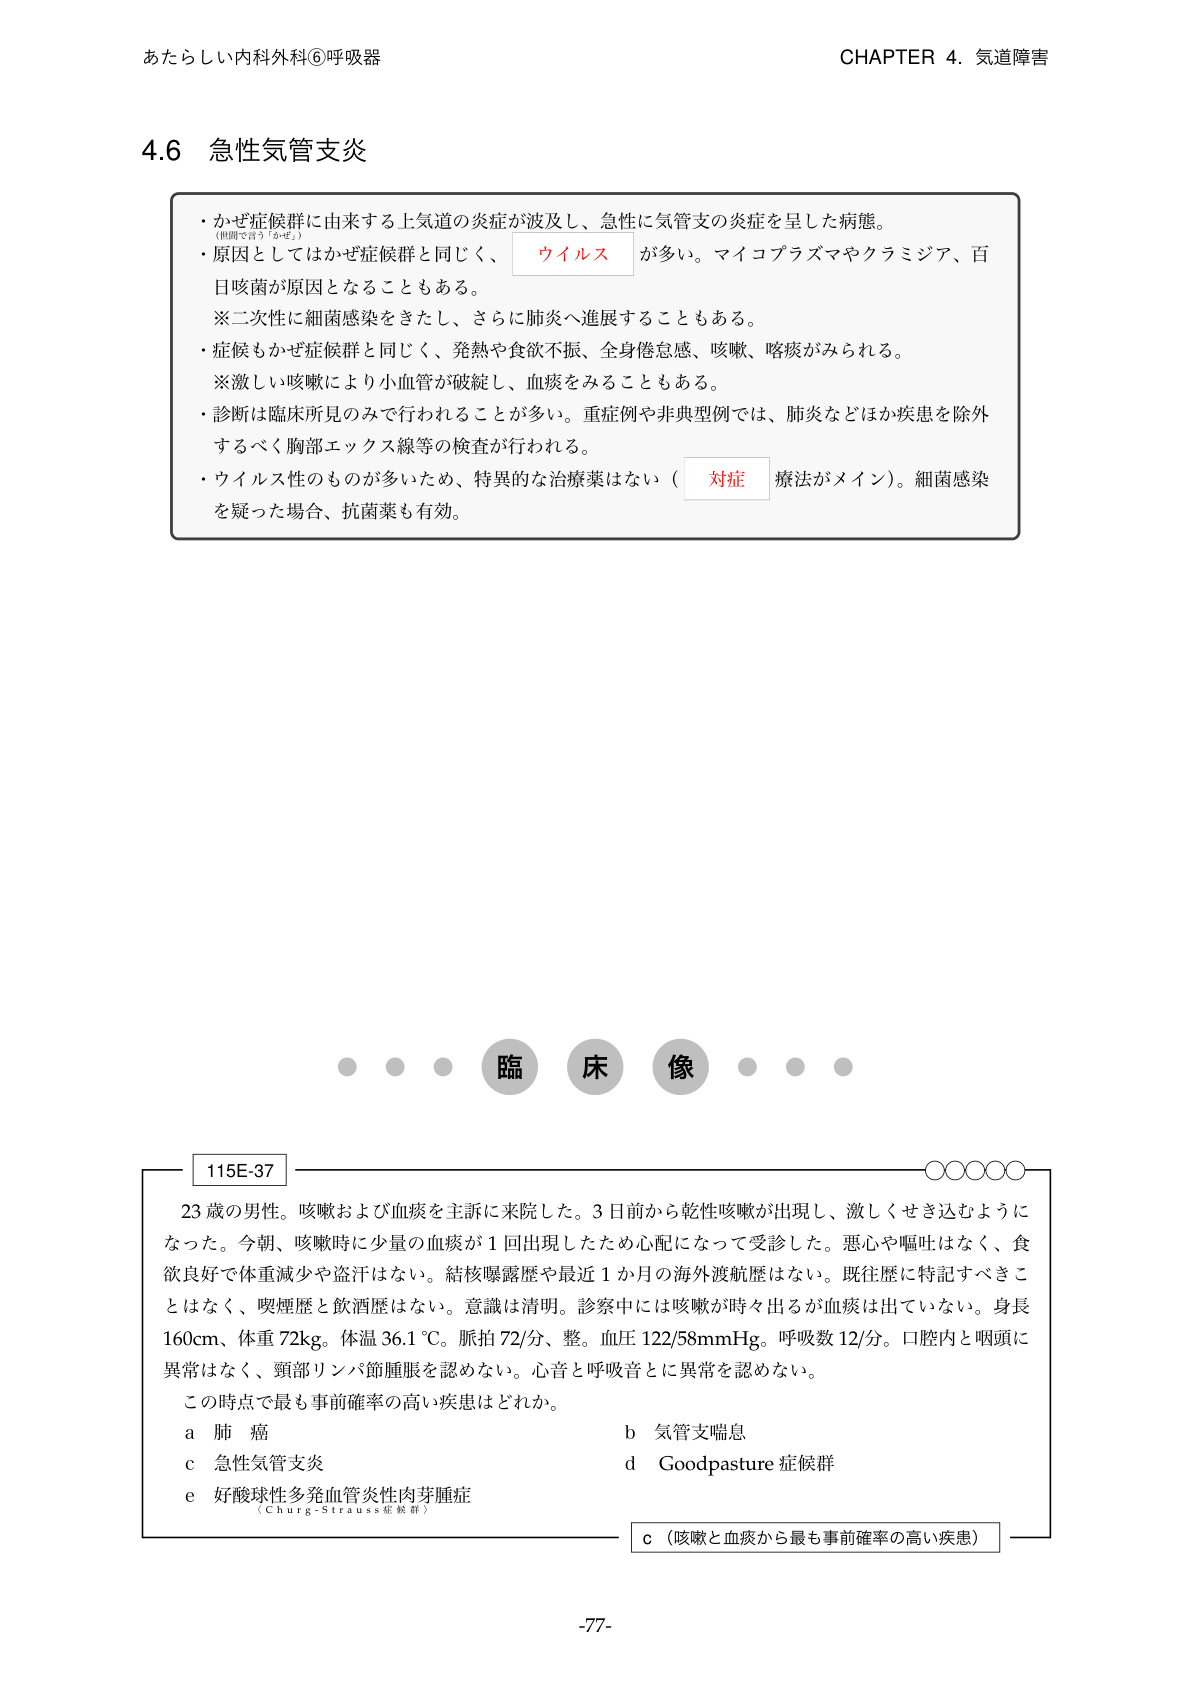 あたらしい内科外科⑥呼吸器
CHAPTER 4. 気道障害
4.6 急性気管支炎
・かぜ症候群に由来する上気道の炎症が波及し、急性に気管支の炎症を呈した病態。
（世間で言う「かぜ」）
・原因としてはかぜ症候群と同じく、 ウイルス が多い。マイコプラズマやクラミジア、百
日咳菌が原因となることもある。
※二次性に細菌感染をきたし、さらに肺炎へ進展することもある。
・症候もかぜ症候群と同じく、発熱や食欲不振、全身倦怠感、咳嗽、喀痰がみられる。
※激しい咳嗽により小血管が破綻し、血痰をみることもある。
・診断は臨床所見のみで行われることが多い。重症例や非典型例では、肺炎などほか疾患を除外
するべく胸部エックス線等の検査が行われる。
・ウイルス性のものが多いため、特異的な治療薬はない（ 対症 療法がメイン）。細菌感染
を疑った場合、抗菌薬も有効。
臨 床 像
115E-37 ○○○○○
23 歳の男性。咳嗽および血痰を主訴に来院した。3 日前から乾性咳嗽が出現し、激しくせき込むように
なった。今朝、咳嗽時に少量の血痰が 1 回出現したため心配になって受診した。悪心や嘔吐はなく、食
欲良好で体重減少や盗汗はない。結核曝露歴や最近 1 か月の海外渡航歴はない。既往歴に特記すべきこ
とはなく、喫煙歴と飲酒歴はない。意識は清明。診察中には咳嗽が時々出るが血痰は出ていない。身長
160cm、体重 72kg。体温 36.1 ℃。脈拍 72/分、整。血圧 122/58mmHg。呼吸数 12/分。口腔内と咽頭に
異常はなく、頸部リンパ節腫脹を認めない。心音と呼吸音とに異常を認めない。
この時点で最も事前確率の高い疾患はどれか。
a 肺 癌
b 気管支喘息
c 急性気管支炎
d Goodpasture 症候群
e 好酸球性多発血管炎性肉芽腫症
〈Churg-Strauss症候群〉
c （咳嗽と血痰から最も事前確率の高い疾患）
-77-